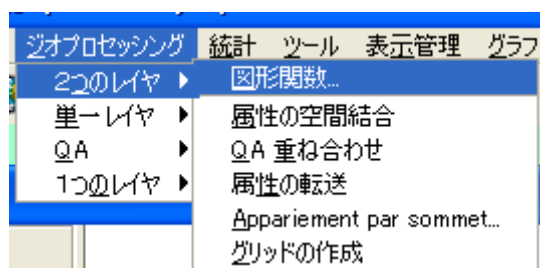 ジオプロセッシング 統計 ツール 表示管理 グラフ
2つのレイヤ 図形関数...
単一レイヤ 属性の空間結合
QA QA 重ね合わせ
1つのレイヤ 属性の転送
Appariement par sommet...
グリッドの作成